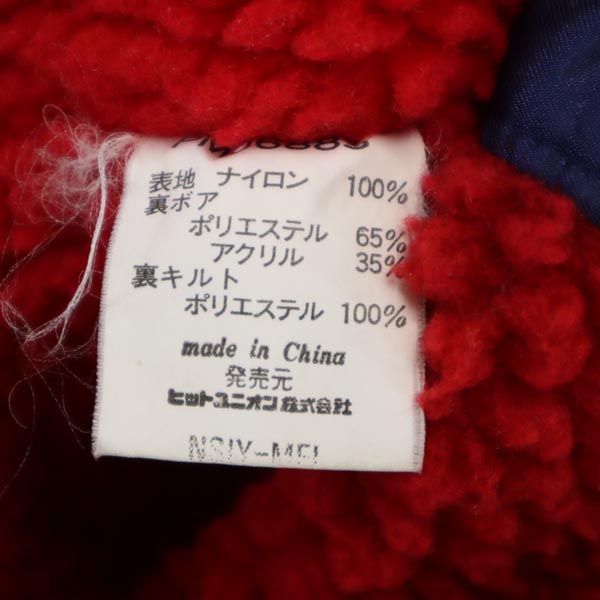 表地 ナイロン 100%
裏ボア
ポリエステル 65%
アクリル 35%
裏キルト
ポリエステル 100%
made in China
発売元
ヒットユニオン株式会社